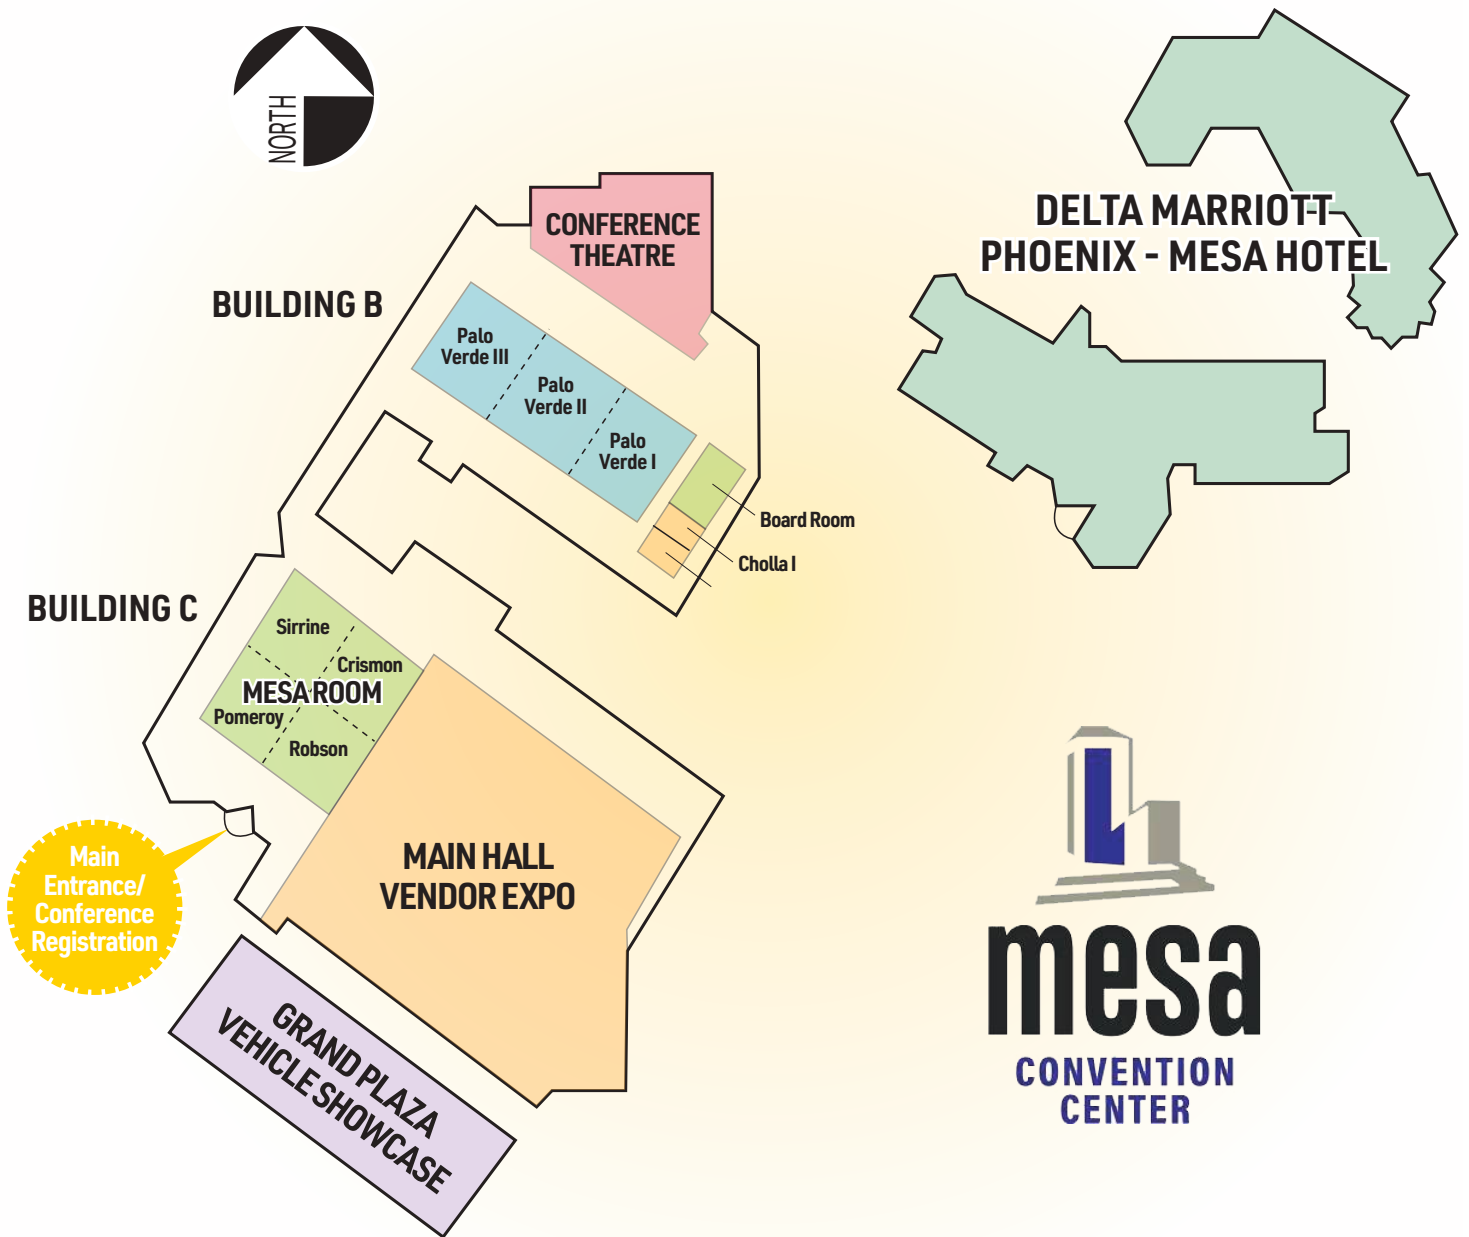 NORTH
CONFERENCE
THEATRE
DELTA MARRIOTT
PHOENIX - MESA HOTEL
BUILDING B
Palo
Verde III
Palo
Verde II
Palo
Verde I
Board Room
Cholla I
BUILDING C
Sirrine
Crismon
MESA ROOM
Pomeroy
Robson
Main
Entrance/
Conference
Registration
MAIN HALL
VENDOR EXPO
GRAND PLAZA
VEHICLE SHOWCASE
mesa
CONVENTION
CENTER